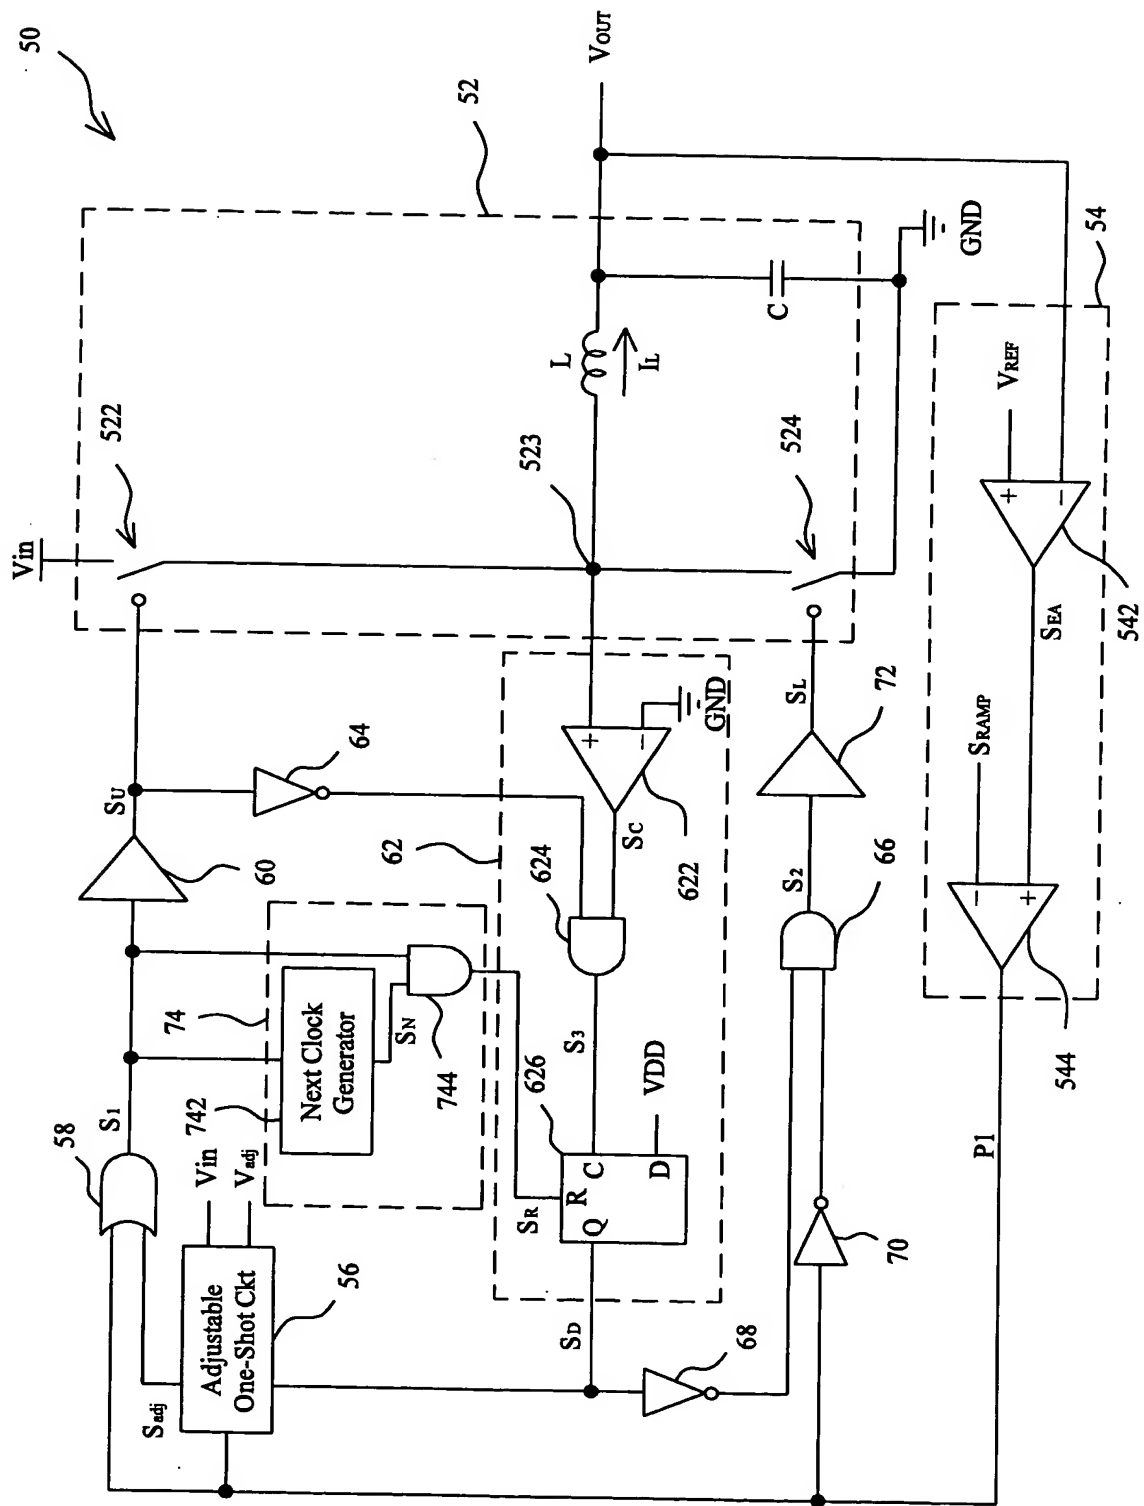 50
52
VOUT
Vin
522
523
524
L
IL
C
GND
54
VREF
+
−
542
SEA
SRAMP
−
+
544
P1
58
S1
Vin
Vadj
Sadj
Adjustable
One-Shot Ckt
56
60
SU
64
74
742
Next Clock
Generator
SN
744
62
624
+
−
GND
SC
622
S3
626
VDD
R
C
Q
D
SR
SD
68
70
66
S2
72
SL